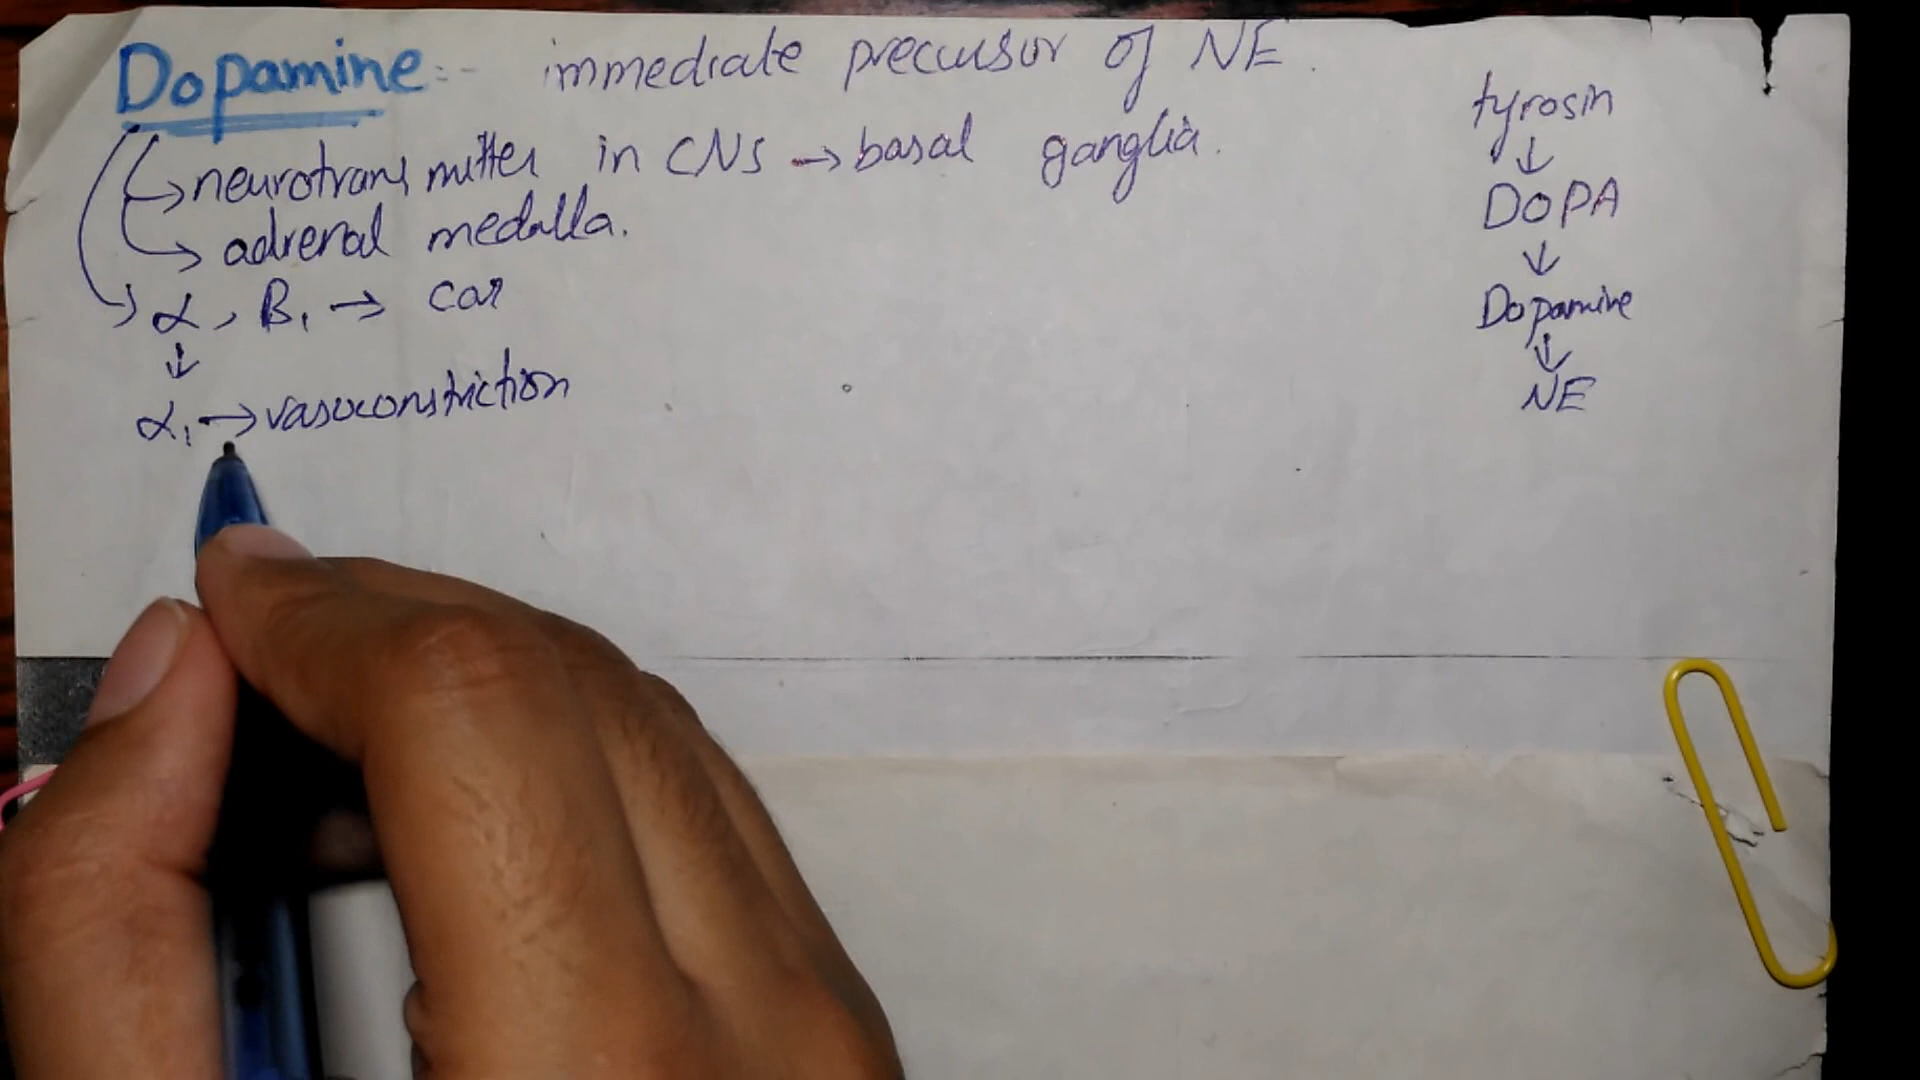 Dopamine :- immediate precursor of NE.
neurotransmitter in CNS → basal ganglia.
adrenal medulla.
α, B₁ → car
↓
α₁ → vasoconstriction
tyrosin
↓
DOPA
↓
Dopamine
↓
NE